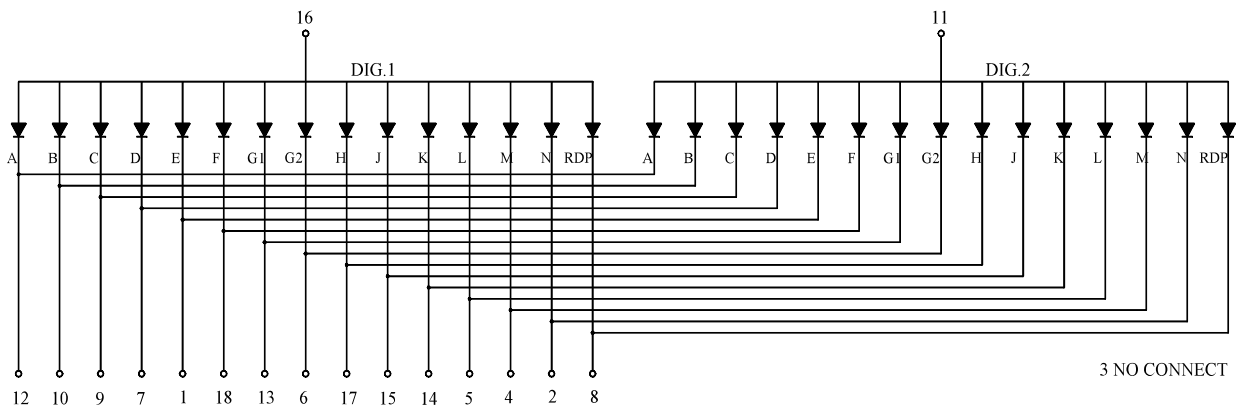 16 11
DIG.1 DIG.2
A B C D E F G1 G2 H J K L M N RDP A B C D E F G1 G2 H J K L M N RDP
3 NO CONNECT
12 10 9 7 1 18 13 6 17 15 14 5 4 2 8